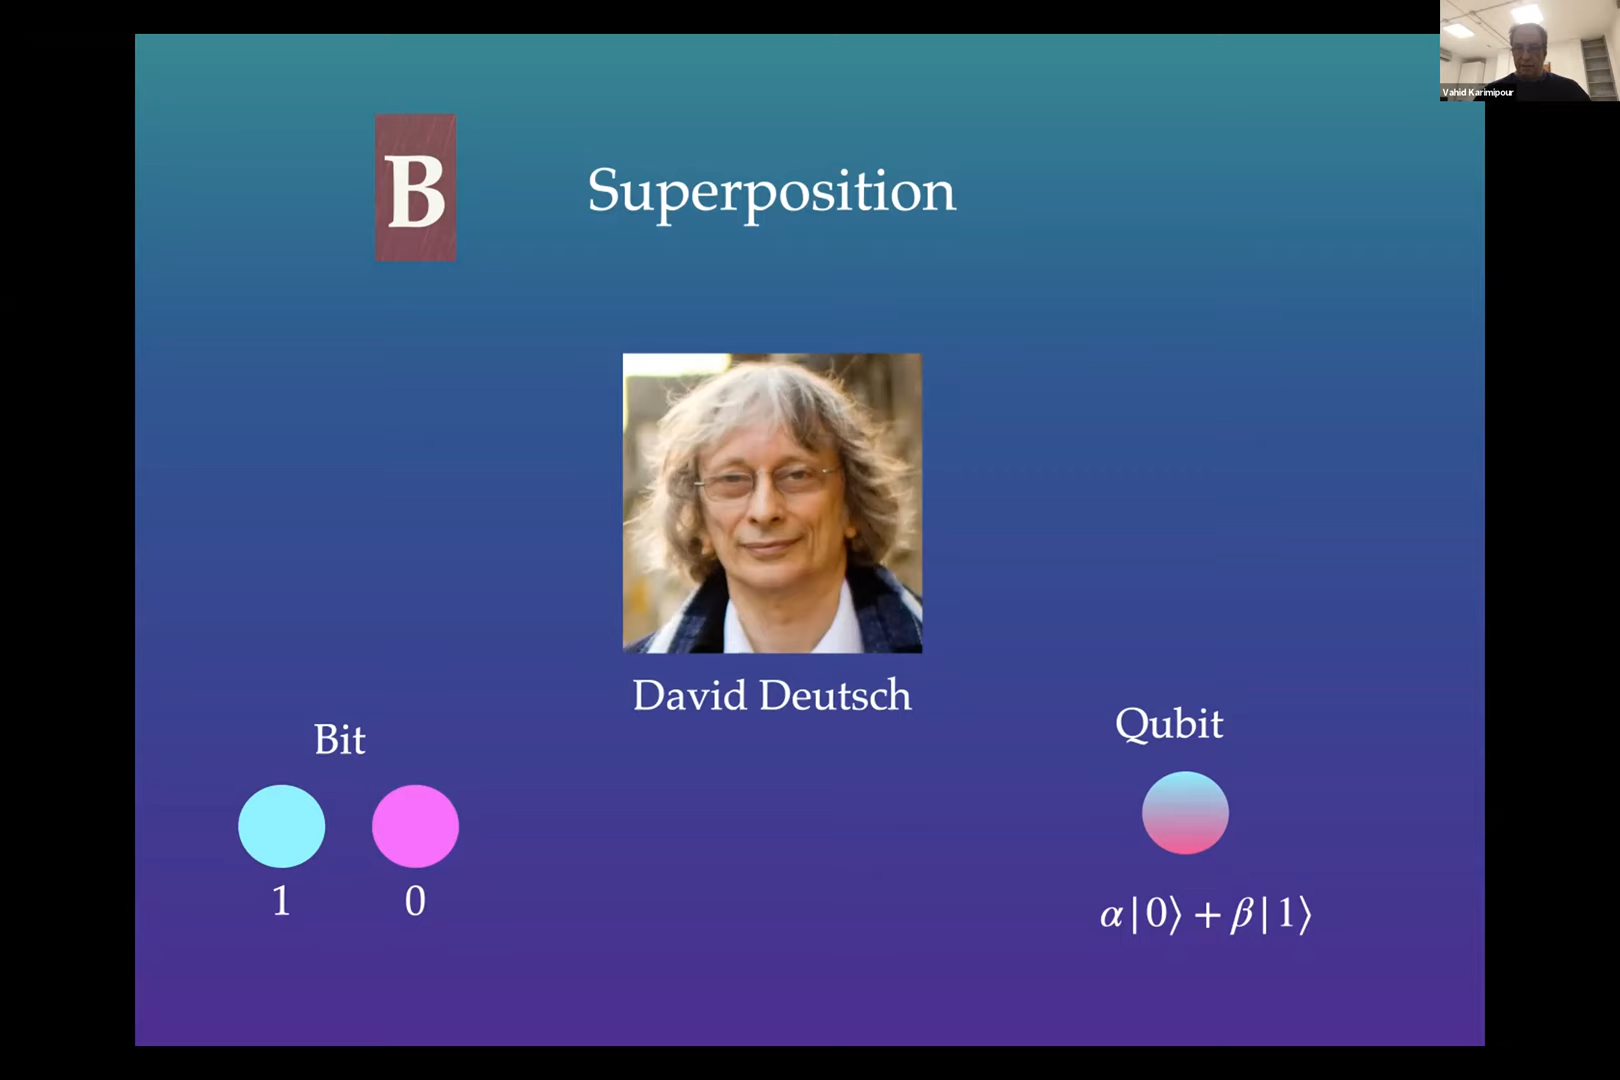 Vahid Karimipour
B
Superposition
David Deutsch
Bit
1 0
Qubit
α|0⟩ + β|1⟩